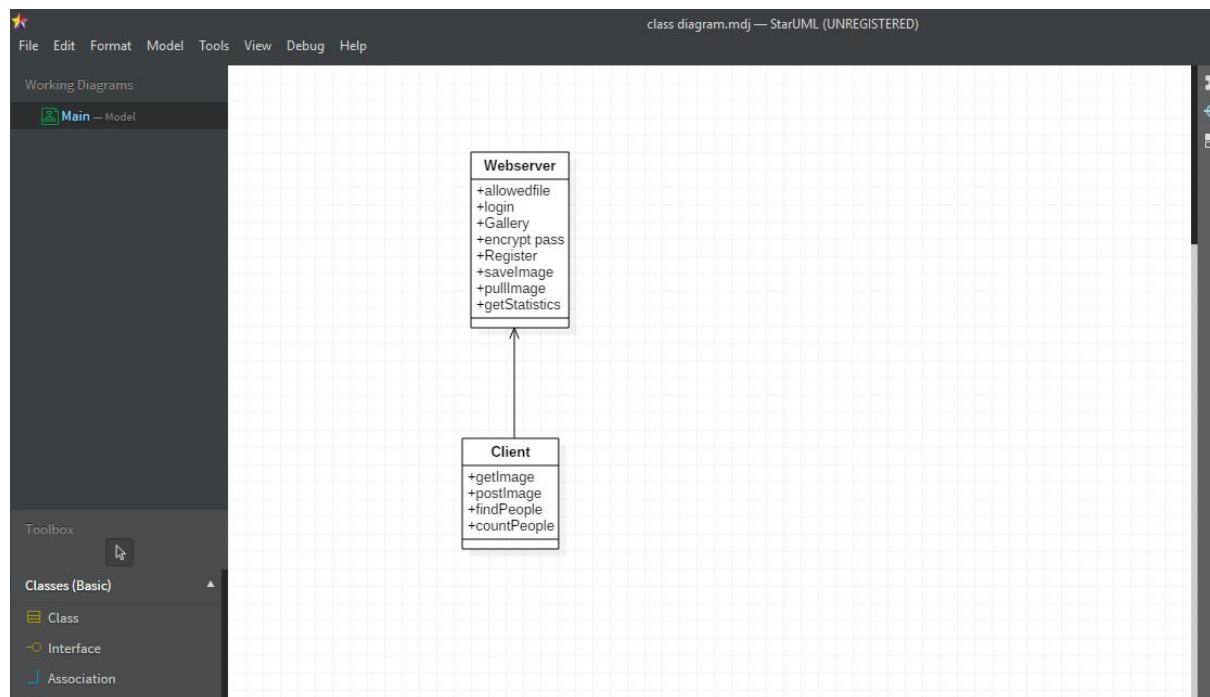 class diagram.mdj — StarUML (UNREGISTERED)
File Edit Format Model Tools View Debug Help
Working Diagrams
Main — Model
Webserver
+allowedfile
+login
+Gallery
+encrypt pass
+Register
+saveImage
+pullImage
+getStatistics
Client
+getImage
+postImage
+findPeople
+countPeople
Toolbox
Classes (Basic)
Class
Interface
Association